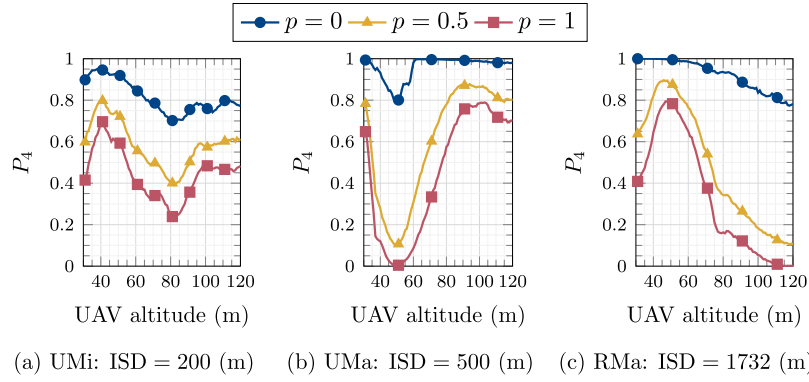 p = 0 p = 0.5 p = 1
1 1 1
0.8 0.8 0.8
0.6 0.6 0.6
0.4 0.4 0.4
0.2 0.2 0.2
0 0 0
P4 P4 P4
40 60 80 100 120 40 60 80 100 120 40 60 80 100 120
UAV altitude (m) UAV altitude (m) UAV altitude (m)
(a) UMi: ISD = 200 (m) (b) UMa: ISD = 500 (m) (c) RMa: ISD = 1732 (m)